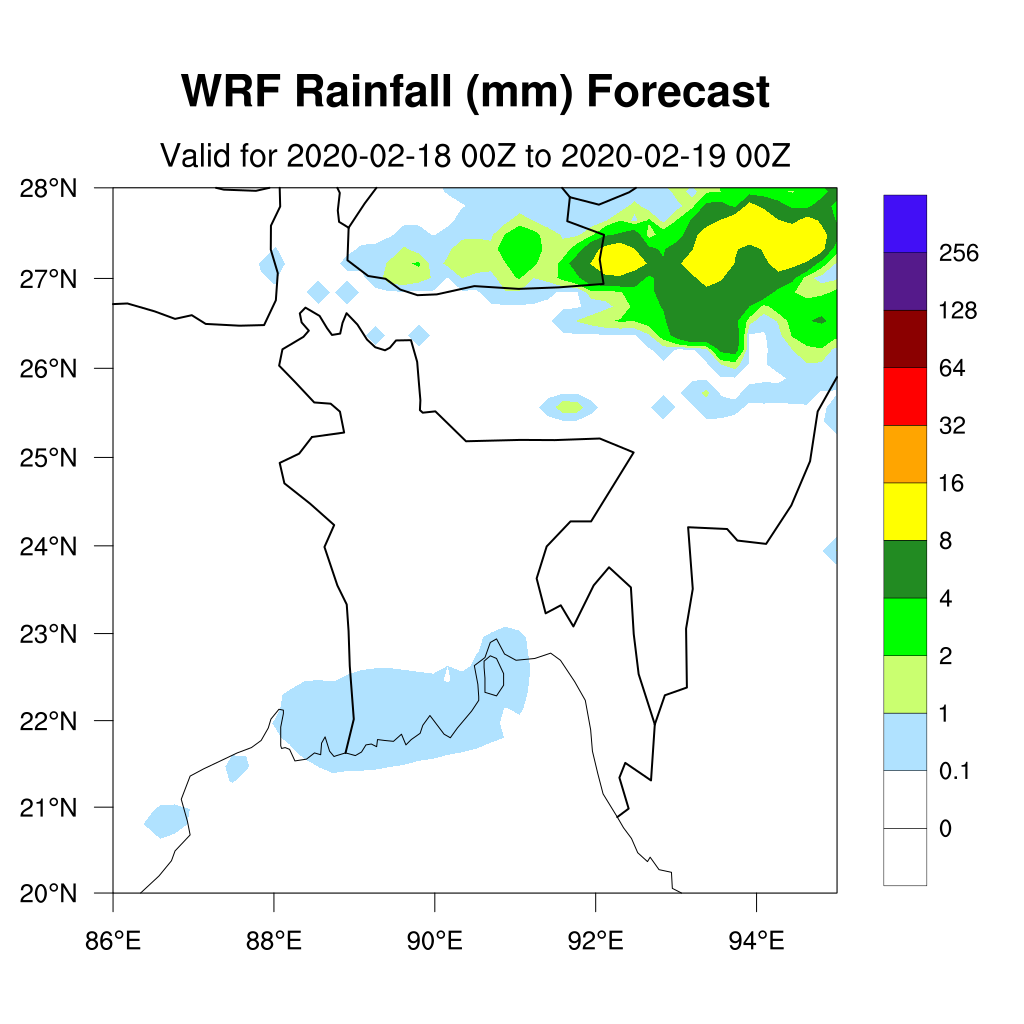 WRF Rainfall (mm) Forecast
Valid for 2020-02-18 00Z to 2020-02-19 00Z
28°N
27°N
26°N
25°N
24°N
23°N
22°N
21°N
20°N
86°E 88°E 90°E 92°E 94°E
256
128
64
32
16
8
4
2
1
0.1
0